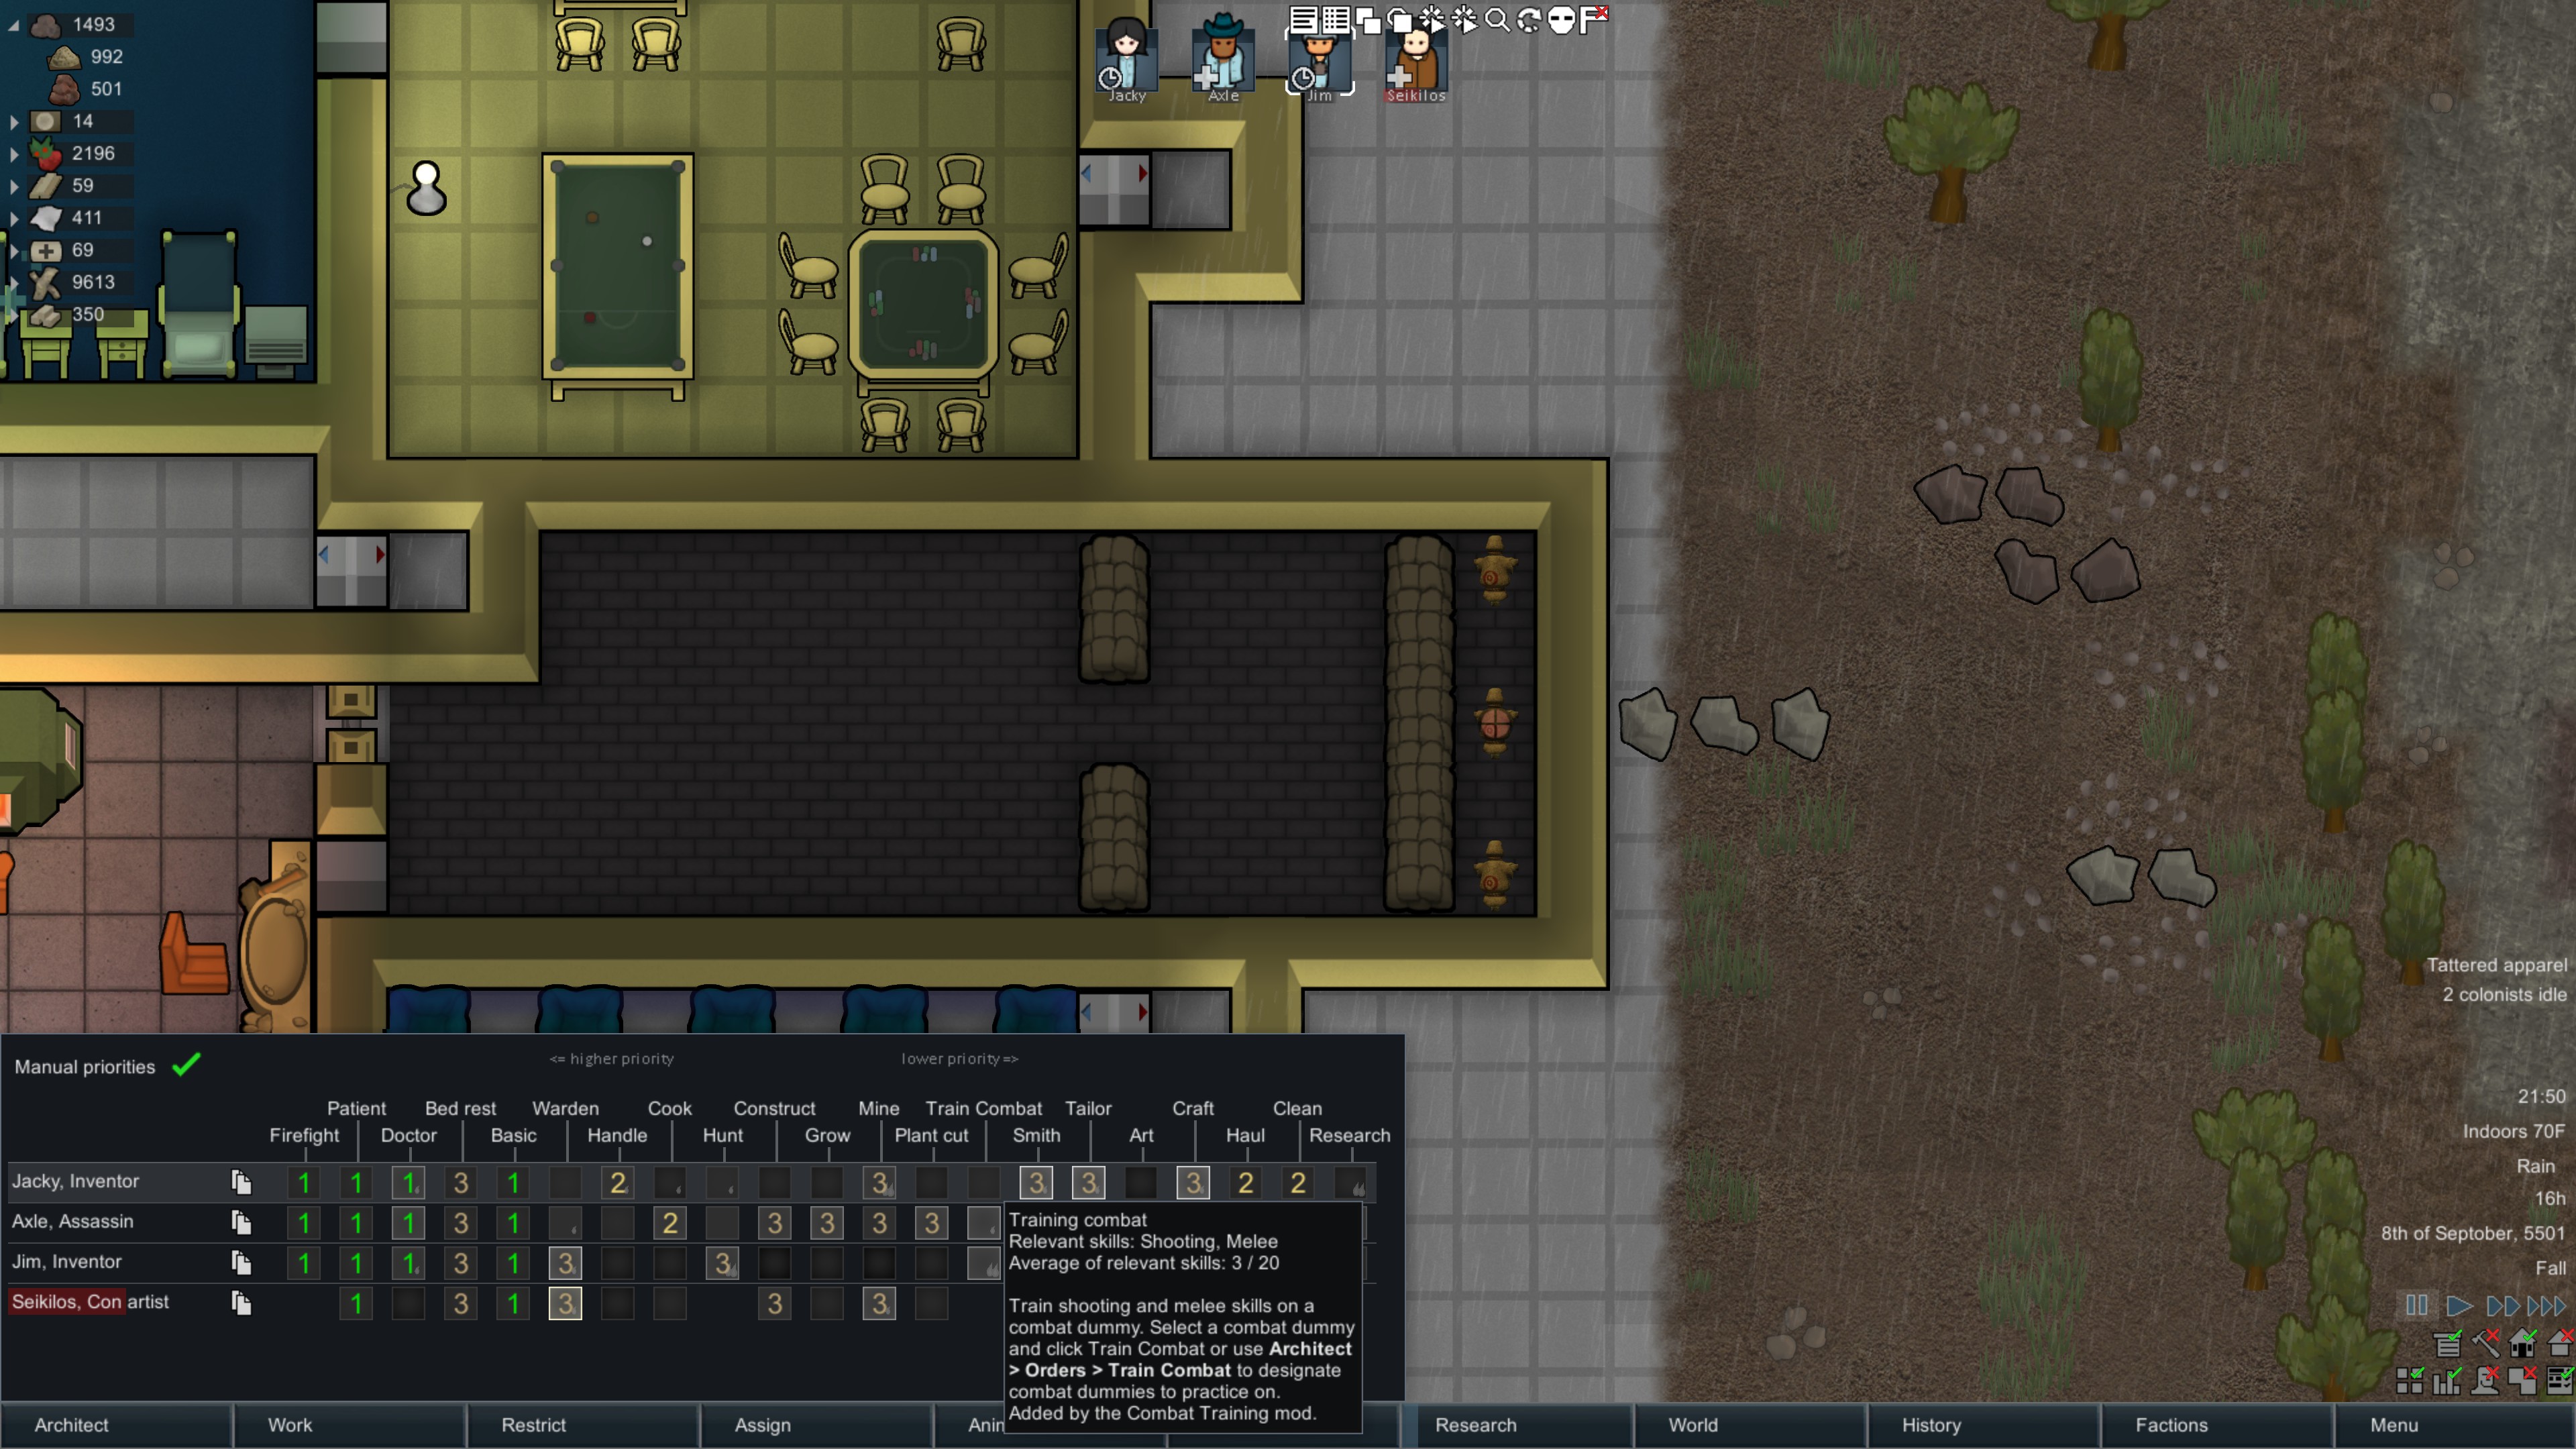 1493
992
501
14
2196
59
411
69
9613
350
Jacky
Axle
Jim
Seikilos
Tattered apparel
2 colonists idle
21:50
Indoors 70F
Rain
16h
8th of Septober, 5501
Fall
Manual priorities
<= higher priority
lower priority =>
Patient Bed rest Warden Cook Construct Mine Train Combat Tailor Craft Clean
Firefight Doctor Basic Handle Hunt Grow Plant cut Smith Art Haul Research
Jacky, Inventor 1 1 1 3 1 2 3 3 3 3 2 2
Axle, Assassin 1 1 1 3 1 2 3 3 3 3
Jim, Inventor 1 1 1 3 1 3 3
Seikilos, Con artist 1 3 1 3 3 3
Training combat
Relevant skills: Shooting, Melee
Average of relevant skills: 3 / 20
Train shooting and melee skills on a
combat dummy. Select a combat dummy
and click Train Combat or use Architect
> Orders > Train Combat to designate
combat dummies to practice on.
Added by the Combat Training mod.
Architect Work Restrict Assign Research World History Factions Menu